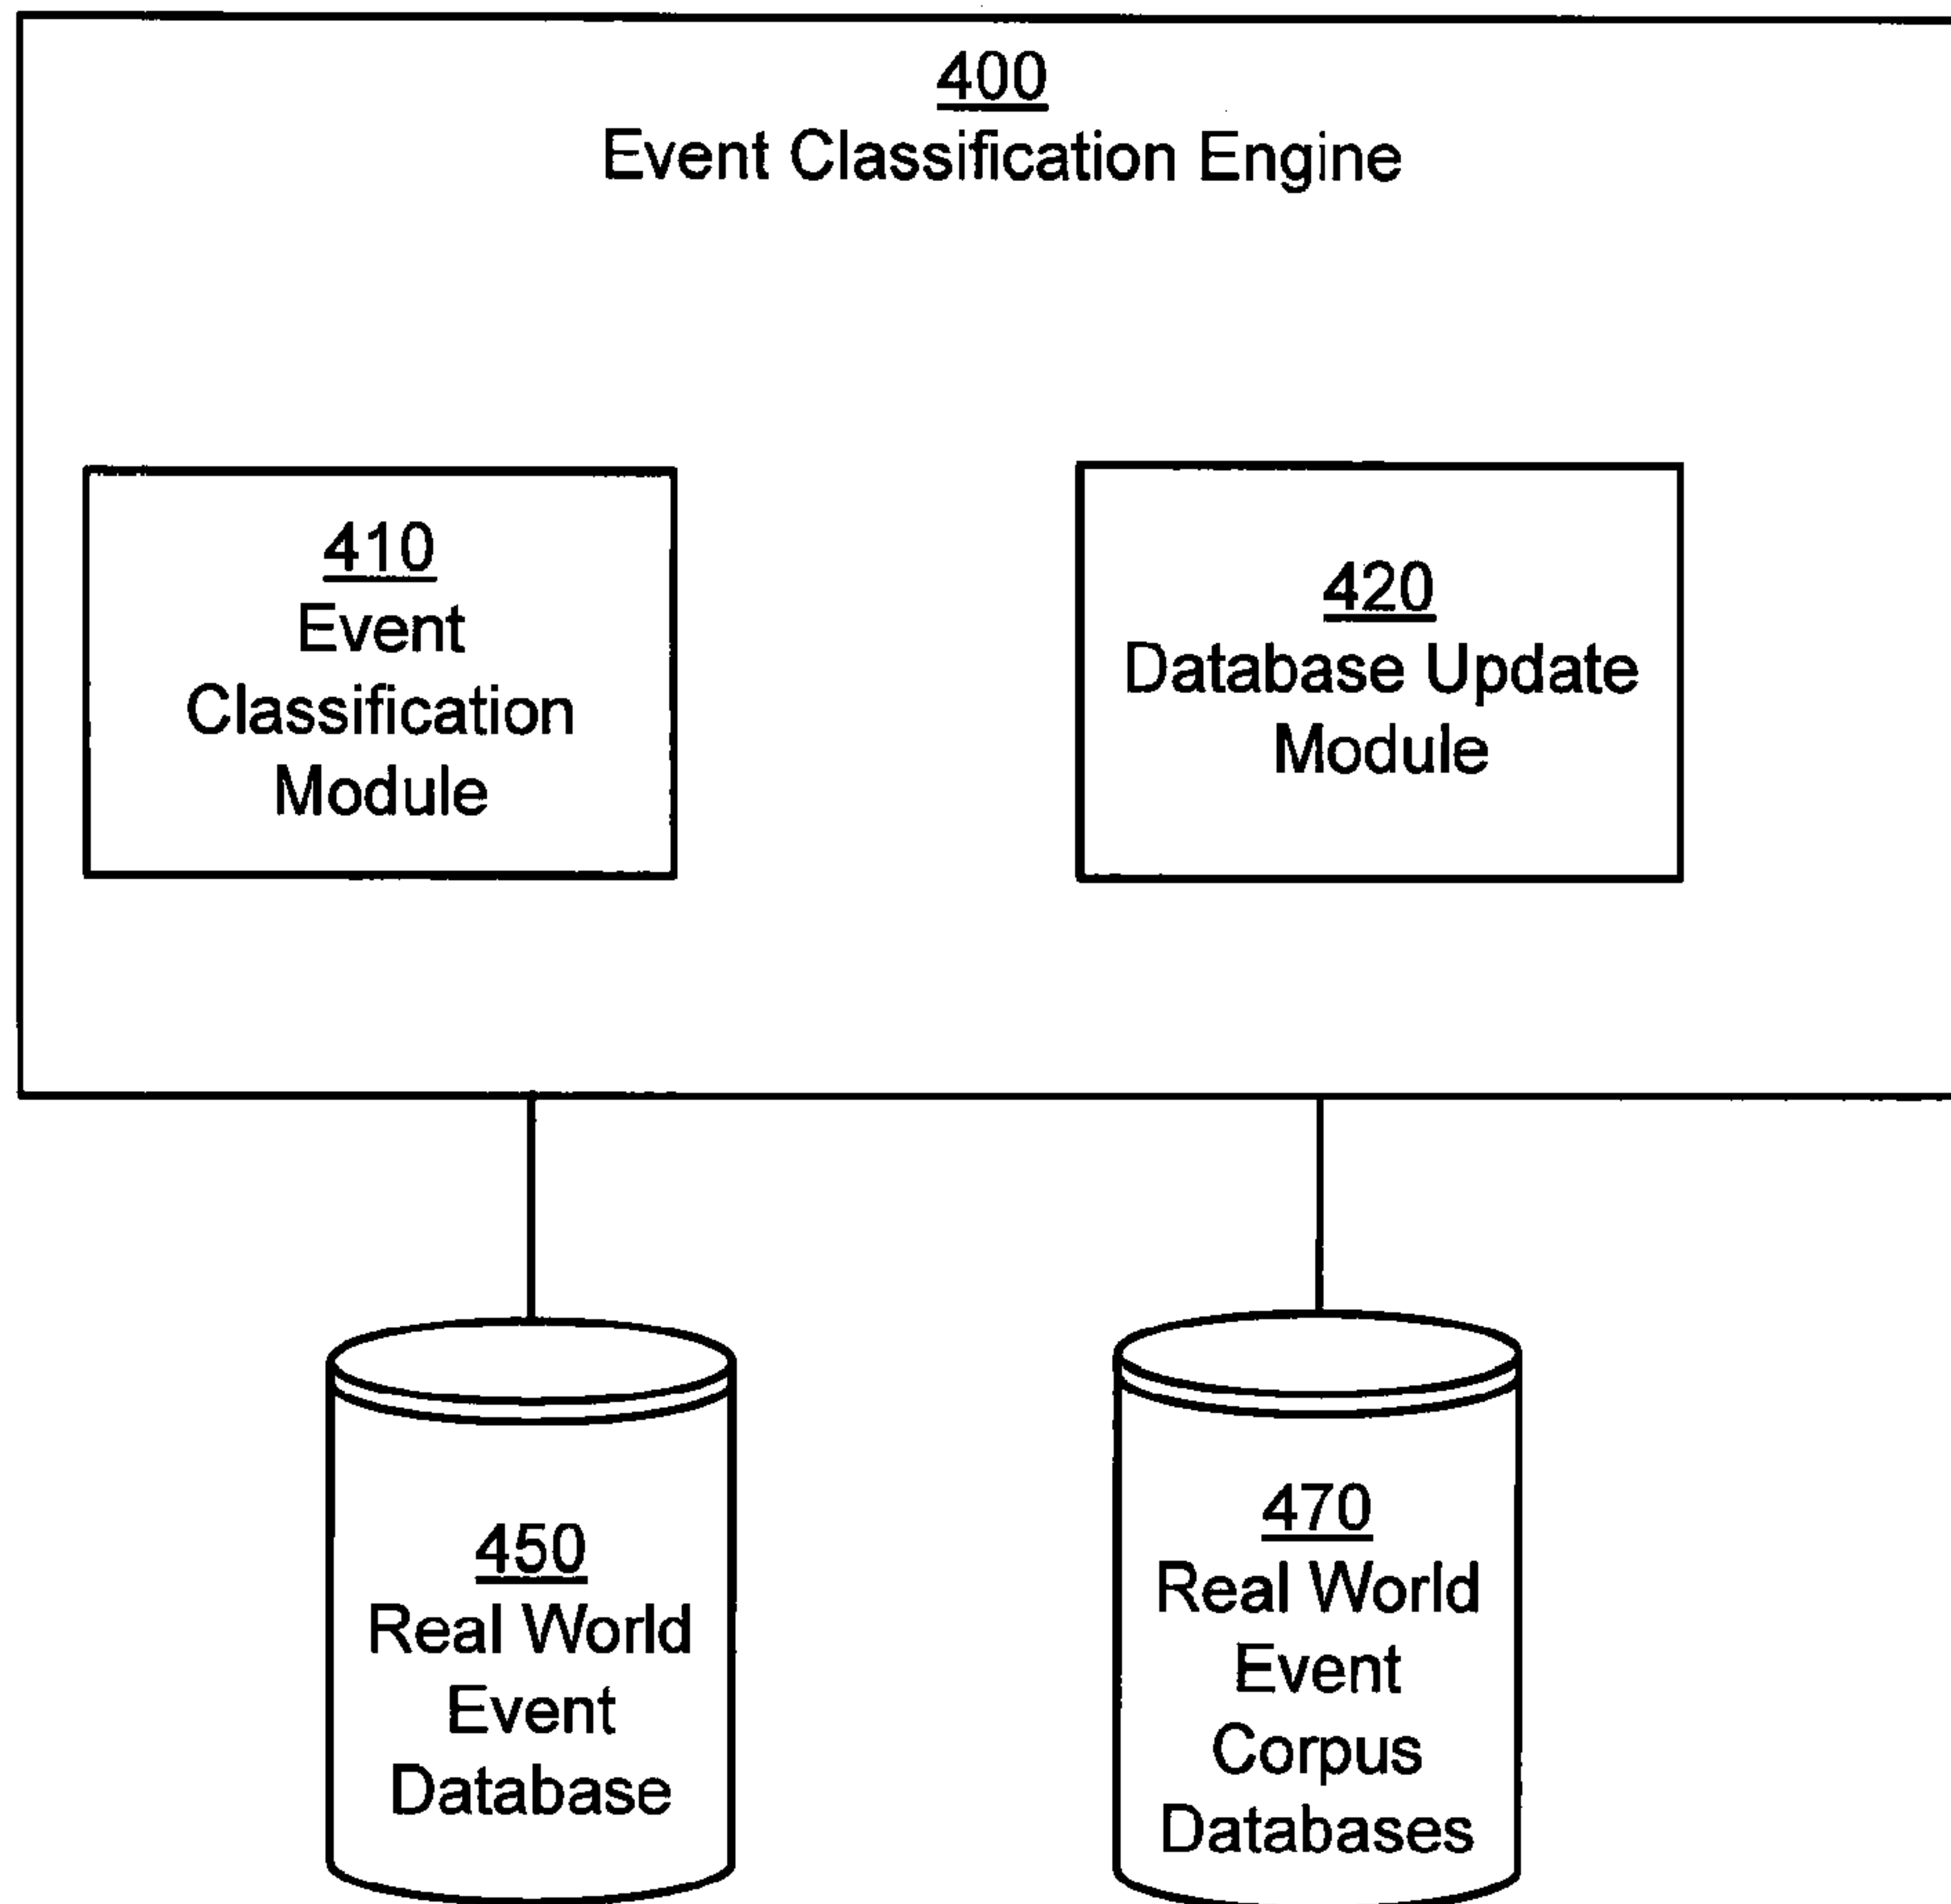 400
Event Classification Engine
410
Event
Classification
Module
420
Database Update
Module
450
Real World
Event
Database
470
Real World
Event
Corpus
Databases